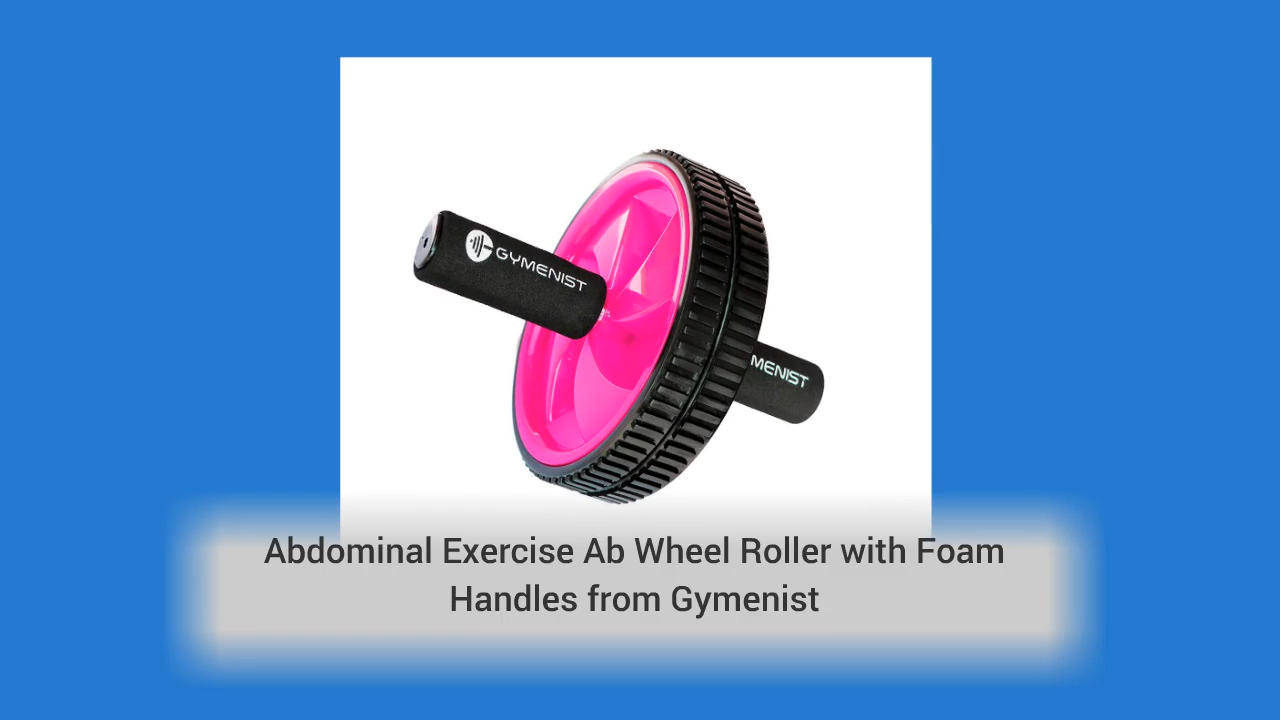 GYMENIST
MENIST
Abdominal Exercise Ab Wheel Roller with Foam
Handles from Gymenist